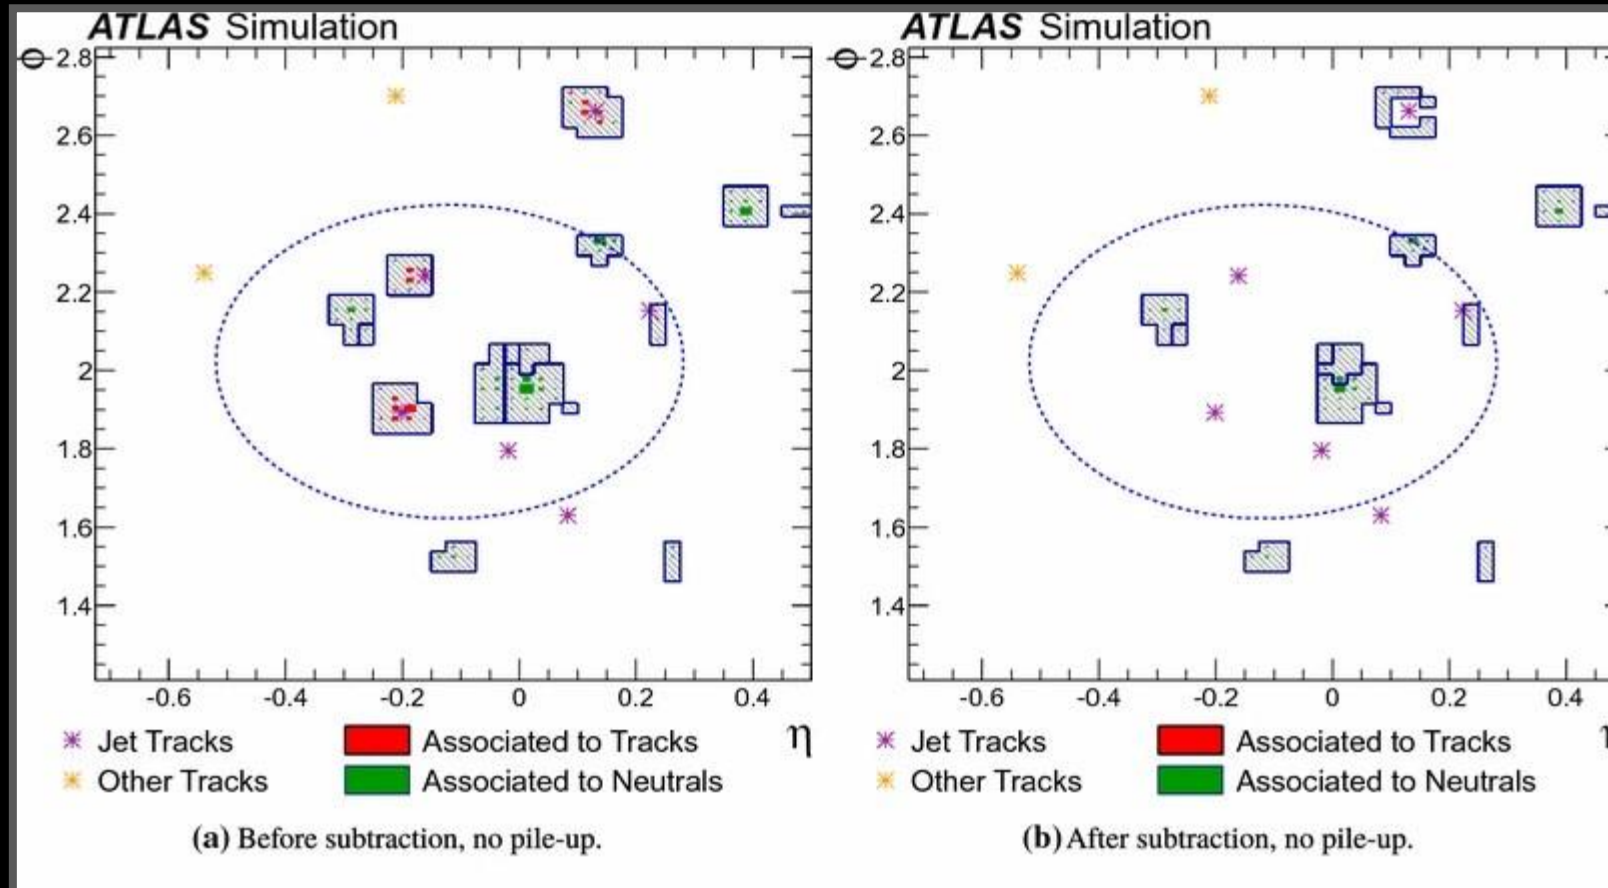 ATLAS Simulation
ϕ
2.8
2.6
2.4
2.2
2
1.8
1.6
1.4
-0.6 -0.4 -0.2 0 0.2 0.4
η
Jet Tracks Associated to Tracks
Other Tracks Associated to Neutrals
(a) Before subtraction, no pile-up.
ATLAS Simulation
ϕ
2.8
2.6
2.4
2.2
2
1.8
1.6
1.4
-0.6 -0.4 -0.2 0 0.2 0.4
Jet Tracks Associated to Tracks
Other Tracks Associated to Neutrals
(b) After subtraction, no pile-up.